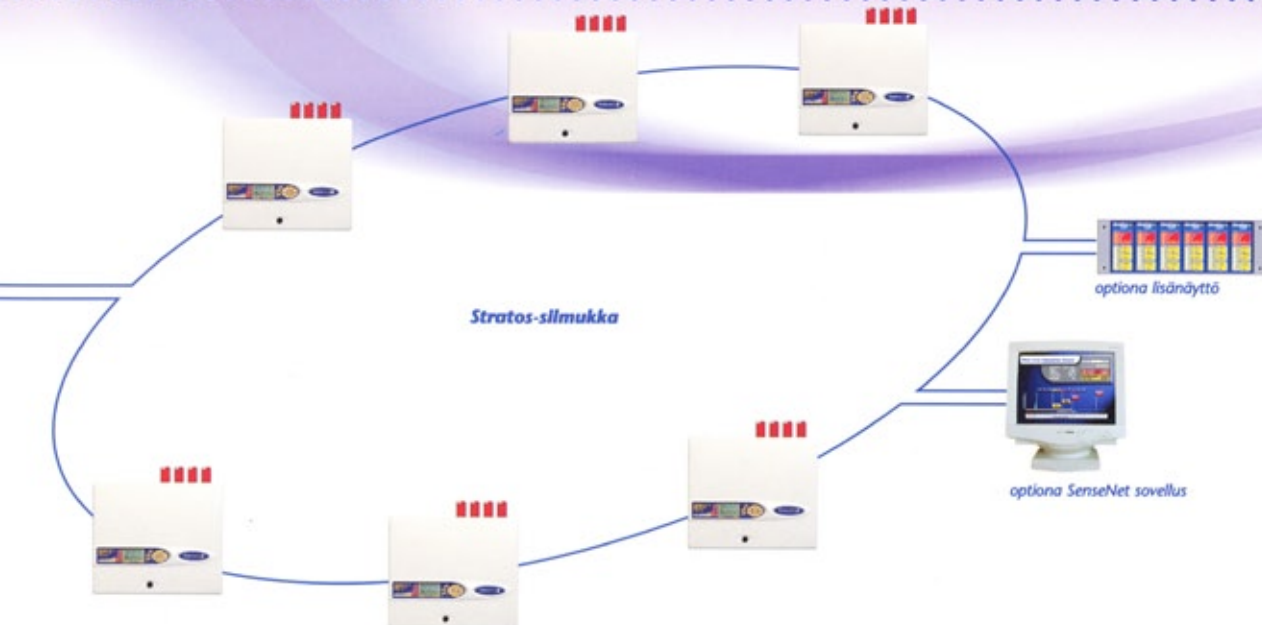 optiona lisänäyttö
Stratos-silmukka
optiona SenseNet sovellus